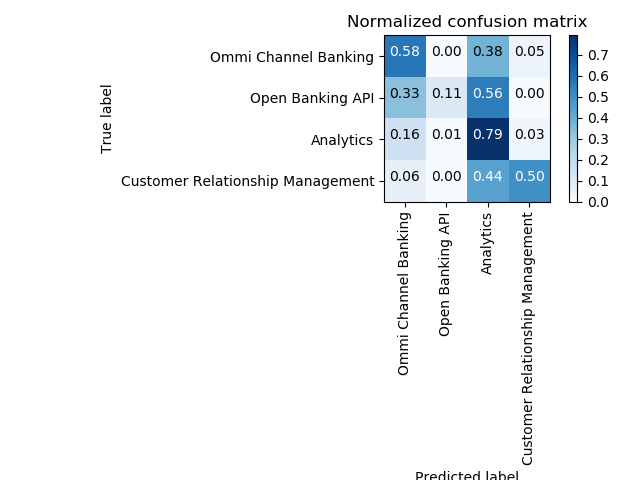 Normalized confusion matrix
True label
Ommi Channel Banking 0.58 0.00 0.38 0.05
Open Banking API 0.33 0.11 0.56 0.00
Analytics 0.16 0.01 0.79 0.03
Customer Relationship Management 0.06 0.00 0.44 0.50
0.7
0.6
0.5
0.4
0.3
0.2
0.1
0.0
Ommi Channel Banking
Open Banking API
Analytics
Customer Relationship Management
Predicted label